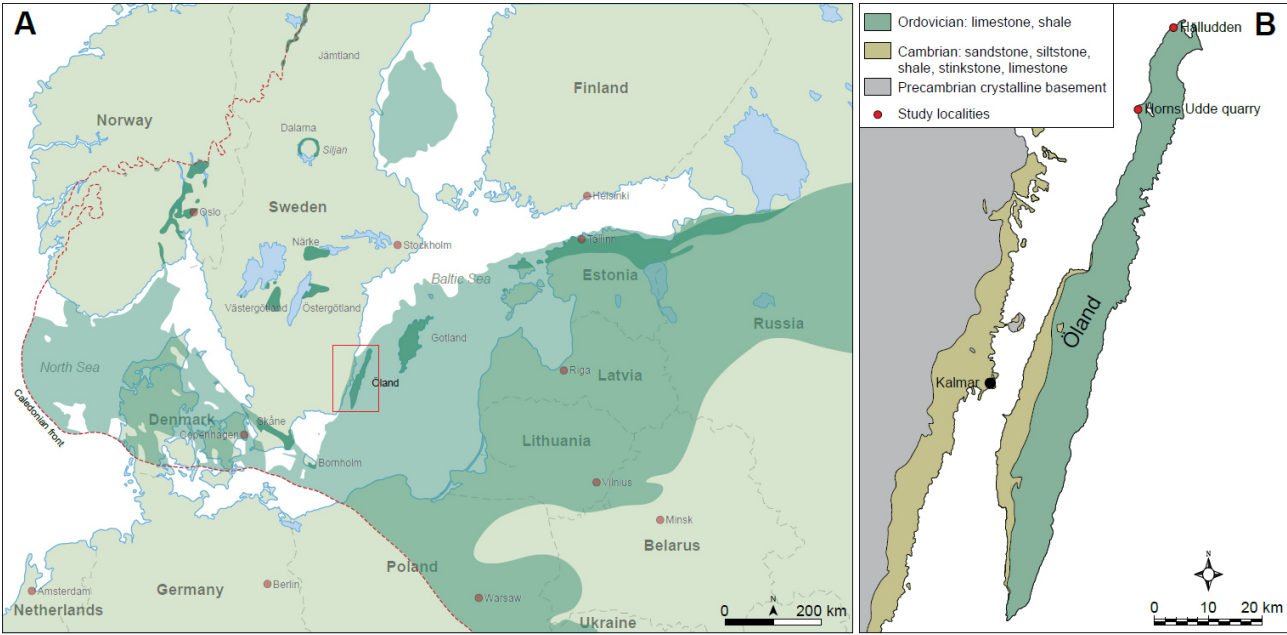 A
Jämtland
Finland
Norway
Dalarna
Siljan
Helsinki
Sweden
Oslo
Stockholm
Närke
Tallinn
Baltic Sea
Estonia
Västergötland
Östergötland
Russia
Gotland
North Sea
Riga
Latvia
Öland
Caledonian front
Denmark
Skåne
Copenhagen
Lithuania
Bornholm
Vilnius
Minsk
Belarus
Poland
Germany
Berlin
Amsterdam
Netherlands
Warsaw
Ukraine
N
0 200 km
B
Ordovician: limestone, shale
Cambrian: sandstone, siltstone,
shale, stinkstone, limestone
Precambrian crystalline basement
Study localities
Hälludden
Horns Udde quarry
Öland
Kalmar
N
0 10 20 km